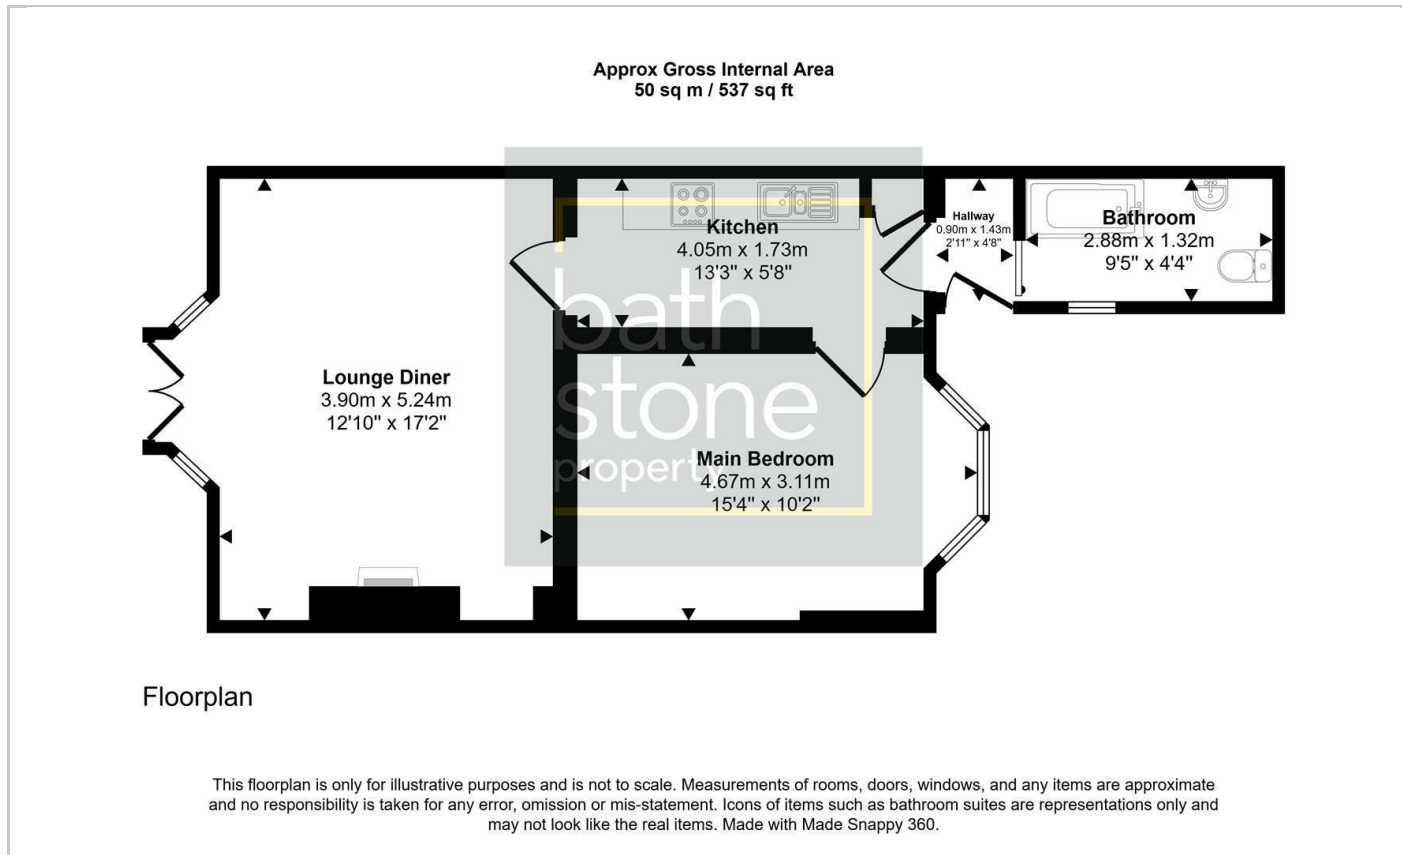 Approx Gross Internal Area
50 sq m / 537 sq ft
Hallway
0.90m x 1.43m
2'11" x 4'8"
Bathroom
2.88m x 1.32m
9'5" x 4'4"
Kitchen
4.05m x 1.73m
13'3" x 5'8"
bath
stone
property
Lounge Diner
3.90m x 5.24m
12'10" x 17'2"
Main Bedroom
4.67m x 3.11m
15'4" x 10'2"
Floorplan
This floorplan is only for illustrative purposes and is not to scale. Measurements of rooms, doors, windows, and any items are approximate
and no responsibility is taken for any error, omission or mis-statement. Icons of items such as bathroom suites are representations only and
may not look like the real items. Made with Made Snappy 360.